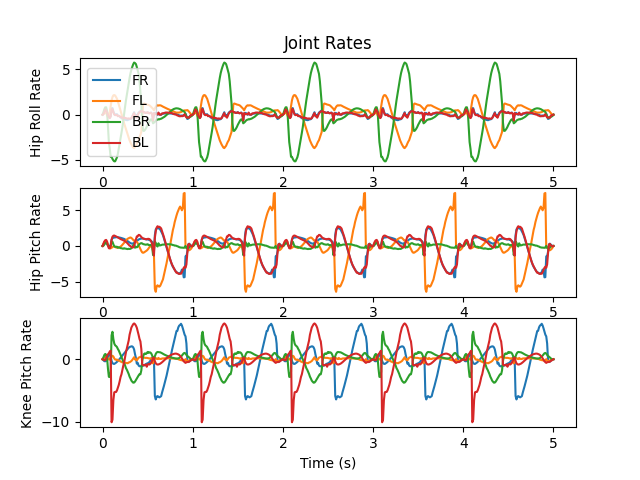 Joint Rates
Hip Roll Rate
5
0
−5
FR
FL
BR
BL
0 1 2 3 4 5
Hip Pitch Rate
5
0
−5
0 1 2 3 4 5
Knee Pitch Rate
0
−10
0 1 2 3 4 5
Time (s)